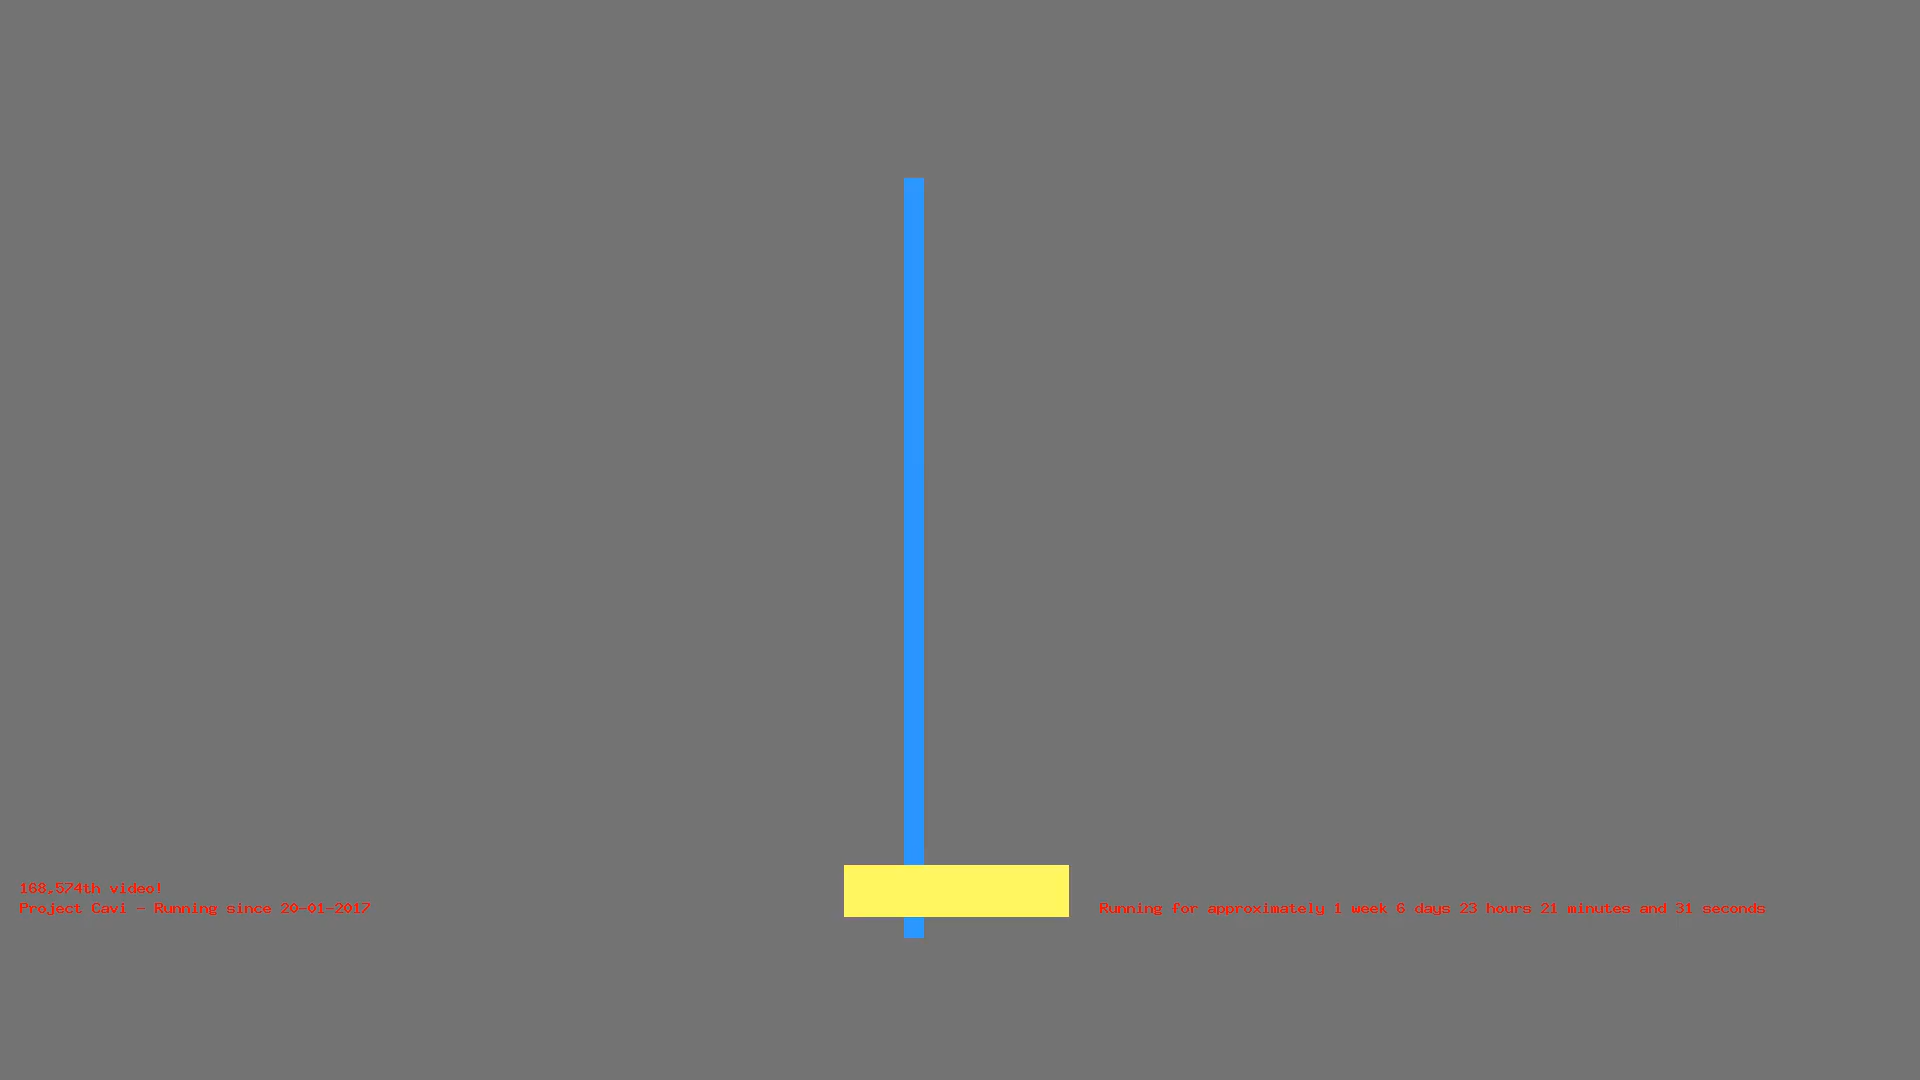 168.574th video!
Project Cavi - Running since 20-01-2017
Running for approximately 1 week 6 days 23 hours 21 minutes and 31 seconds